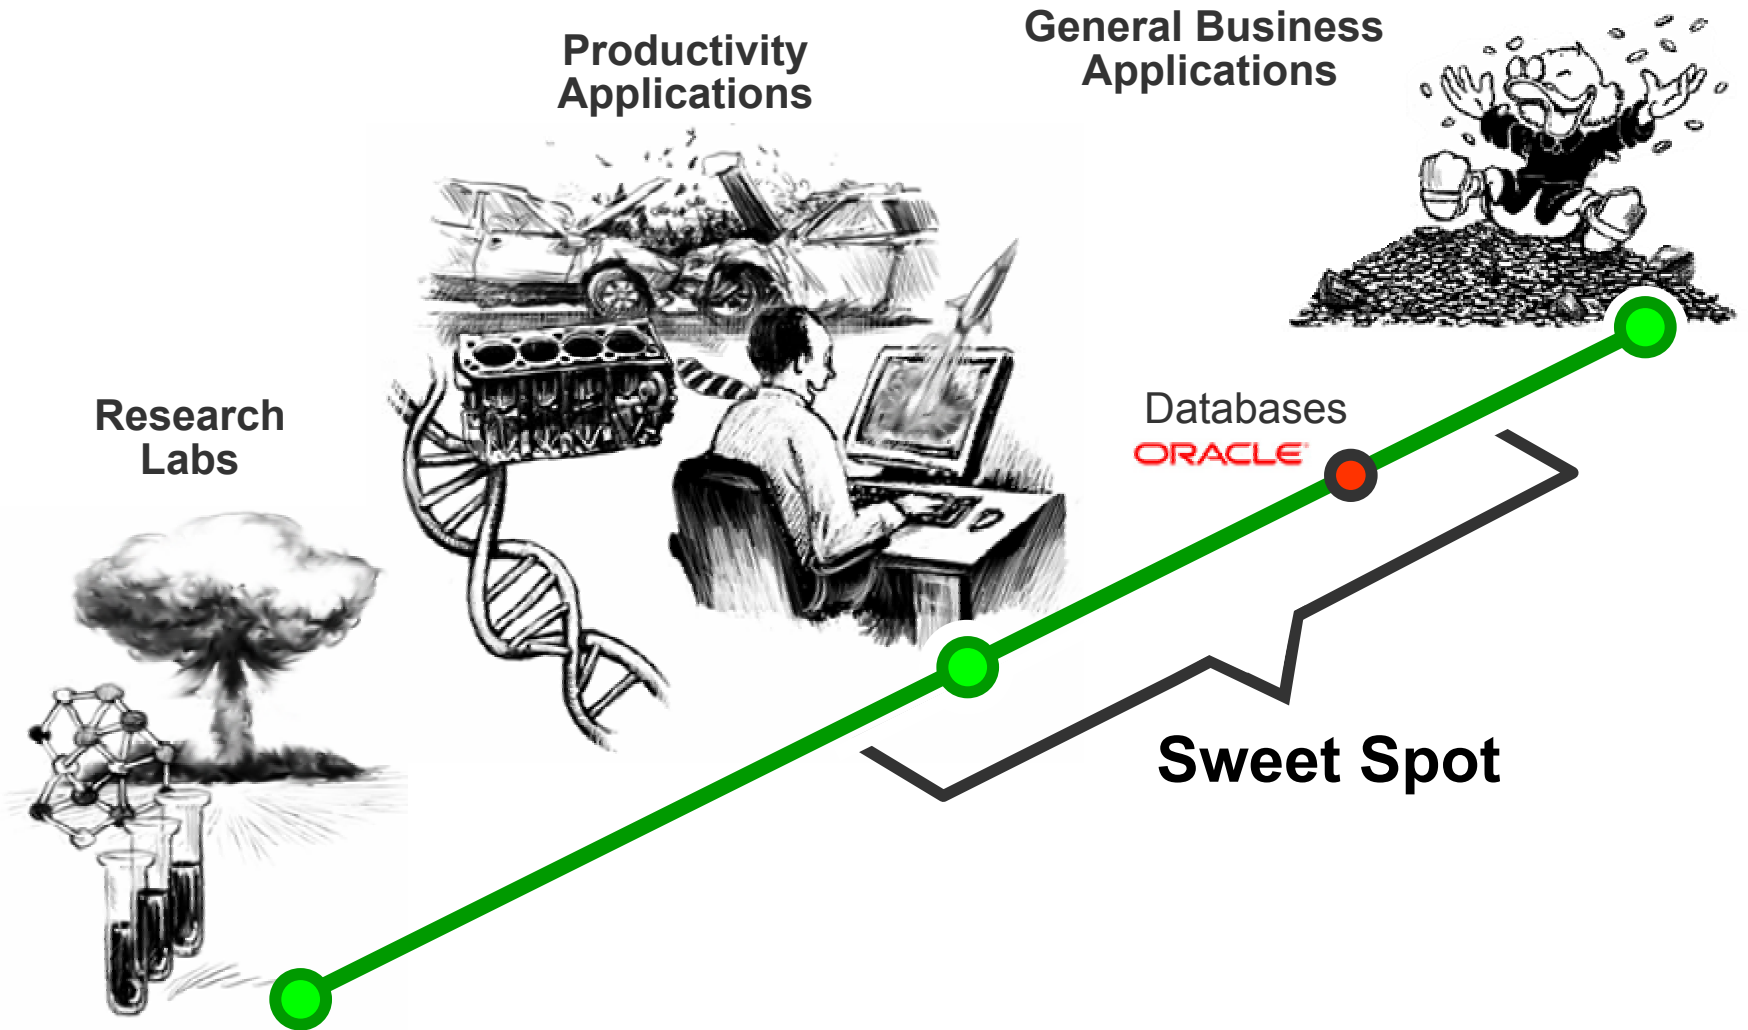 General Business
Applications
Productivity
Applications
Research
Labs
Databases
ORACLE
Sweet Spot